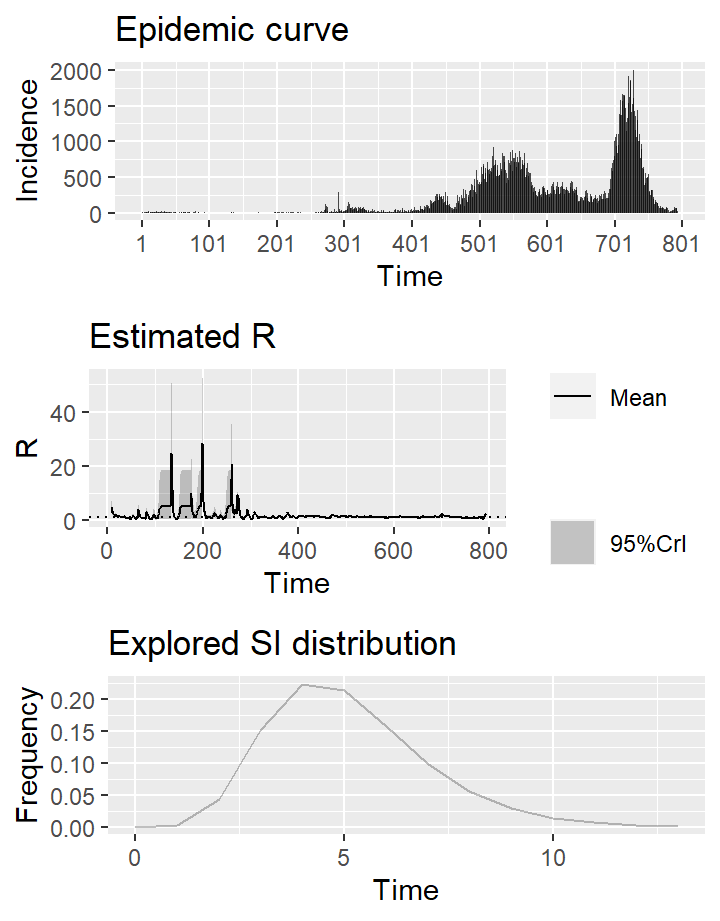 Epidemic curve
2000
1500
1000
500
0
Incidence
1 101 201 301 401 501 601 701 801
Time
Estimated R
40
20
0
R
0 200 400 600 800
Time
Mean
95%CrI
Explored SI distribution
0.20
0.15
0.10
0.05
0.00
Frequency
0 5 10
Time